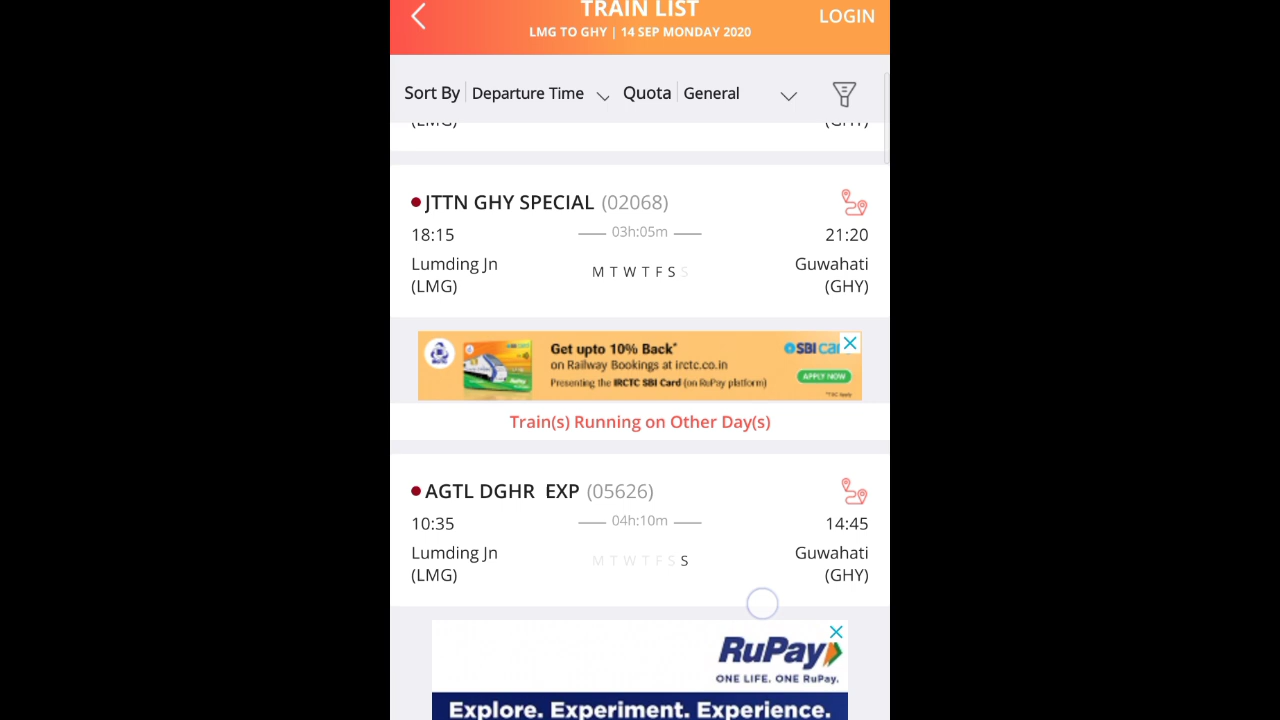 TRAIN LIST
LOGIN
LMG TO GHY | 14 SEP MONDAY 2020
Sort By Departure Time Quota General
(LMG) (GHY)
JTTN GHY SPECIAL (02068)
18:15 03h:05m 21:20
Lumding Jn M T W T F S S Guwahati
(LMG) (GHY)
Get upto 10% Back*
on Railway Bookings at irctc.co.in
Presenting the IRCTC SBI Card (on RuPay platform)
SBI
APPLY NOW
Train(s) Running on Other Day(s)
AGTL DGHR EXP (05626)
10:35 04h:10m 14:45
Lumding Jn M T W T F S S Guwahati
(LMG) (GHY)
RuPay
ONE LIFE. ONE RuPay.
Explore. Experiment. Experience.